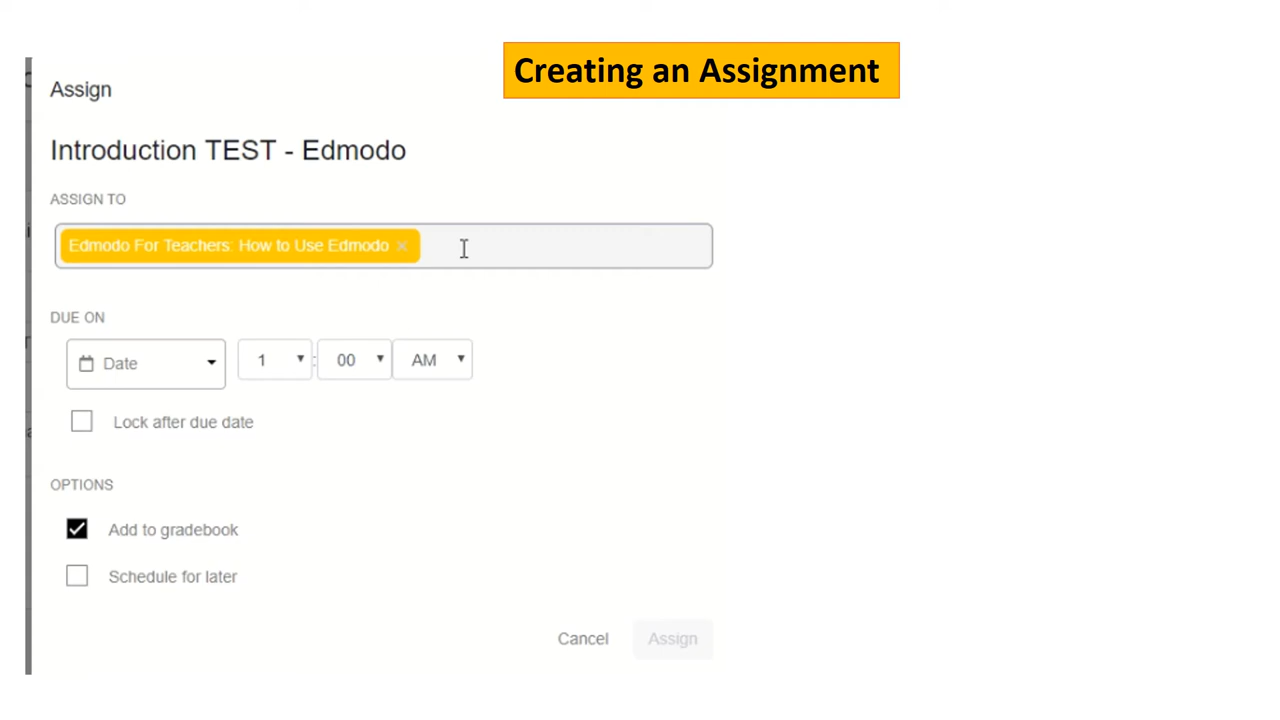 Creating an Assignment
Assign
Introduction TEST - Edmodo
ASSIGN TO
Edmodo For Teachers: How to Use Edmodo ×
DUE ON
Date 1 : 00 AM
Lock after due date
OPTIONS
Add to gradebook
Schedule for later
Cancel Assign